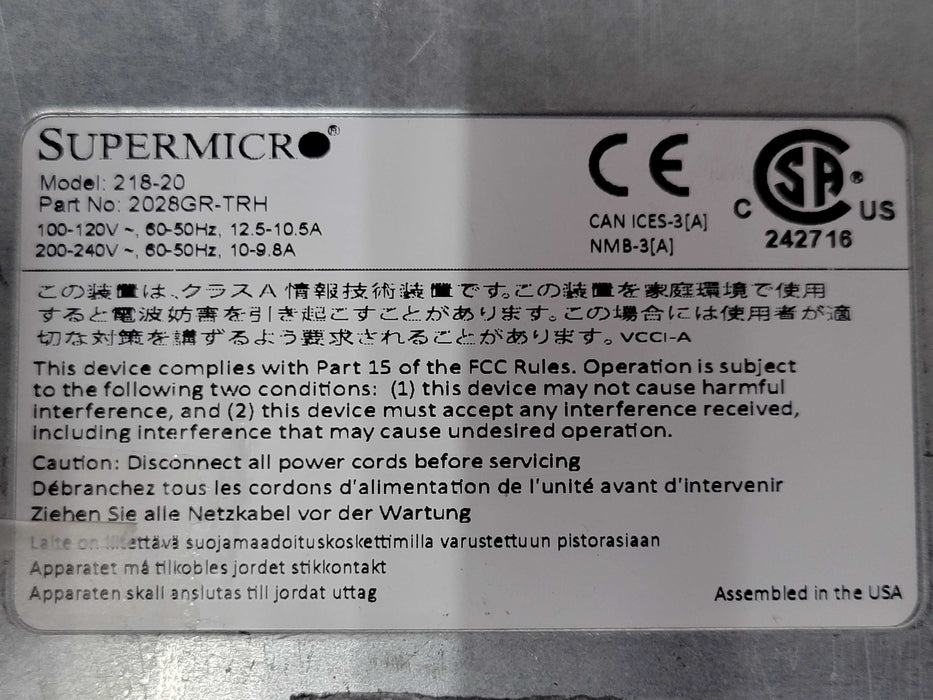 SUPERMICRO®
Model: 218-20
Part No: 2028GR-TRH
100-120V ~, 60-50Hz, 12.5-10.5A
200-240V ~, 60-50Hz, 10-9.8A
CE
CAN ICES-3[A]
NMB-3[A]
C SA ® US
242716
この装置は、クラスA情報技術装置です。この装置を家庭環境で使用
すると電波妨害を引き起こすことがあります。この場合には使用者が適
切な対策を講ずるよう要求されることがあります。VCCI-A
This device complies with Part 15 of the FCC Rules. Operation is subject
to the following two conditions: (1) this device may not cause harmful
interference, and (2) this device must accept any interference received,
including interference that may cause undesired operation.
Caution: Disconnect all power cords before servicing
Débranchez tous les cordons d'alimentation de l'unité avant d'intervenir
Ziehen Sie alle Netzkabel vor der Wartung
Laite on liitettävä suojamaadoituskoskettimilla varustettuun pistorasiaan
Apparatet må tilkobles jordet stikkontakt
Apparaten skall anslutas till jordat uttag
Assembled in the USA